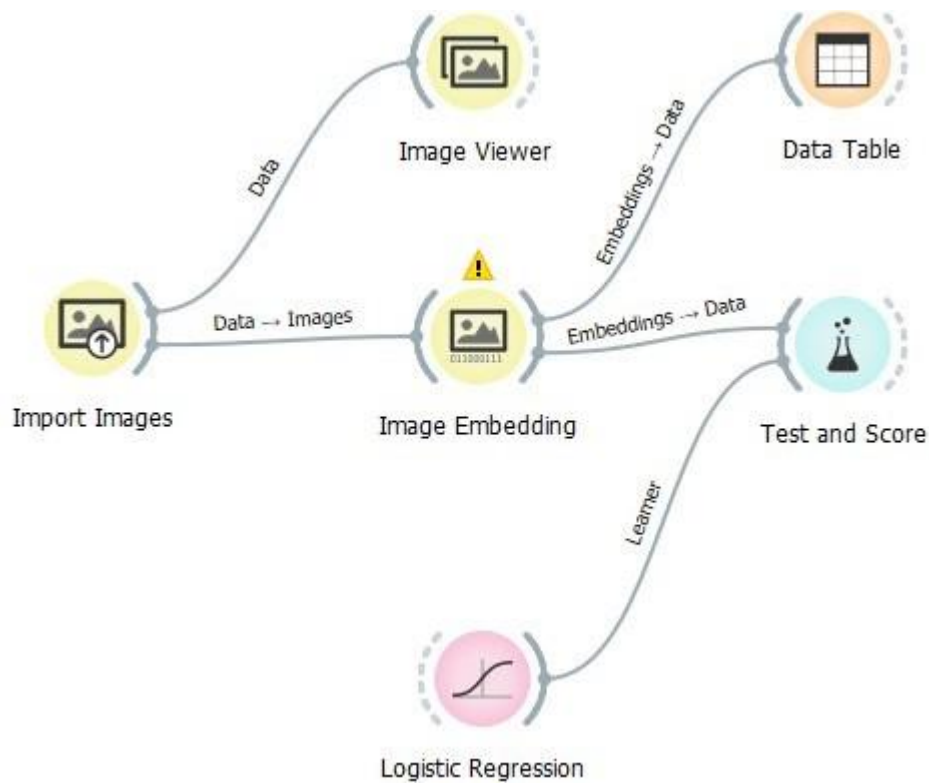 Image Viewer
Data Table
Data
Embeddings → Data
Data → Images
Embeddings → Data
Import Images
Image Embedding
Test and Score
Learner
Logistic Regression